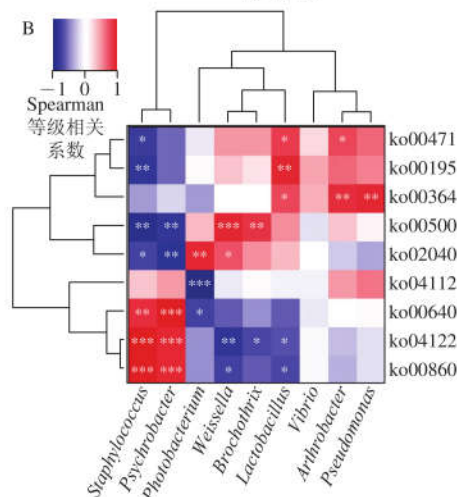 B
−1 0 1
Spearman
等级相关
系数
* * * ko00471
** ** ko00195
* ** ** ko00364
** ** *** ** ko00500
* ** ** * ko02040
*** ko04112
** *** * ko00640
*** *** ** * * ko04122
*** *** * * ko00860
Staphylococcus
Psychrobacter
Photobacterium
Weissella
Brochothrix
Lactobacillus
Vibrio
Arthrobacter
Pseudomonas